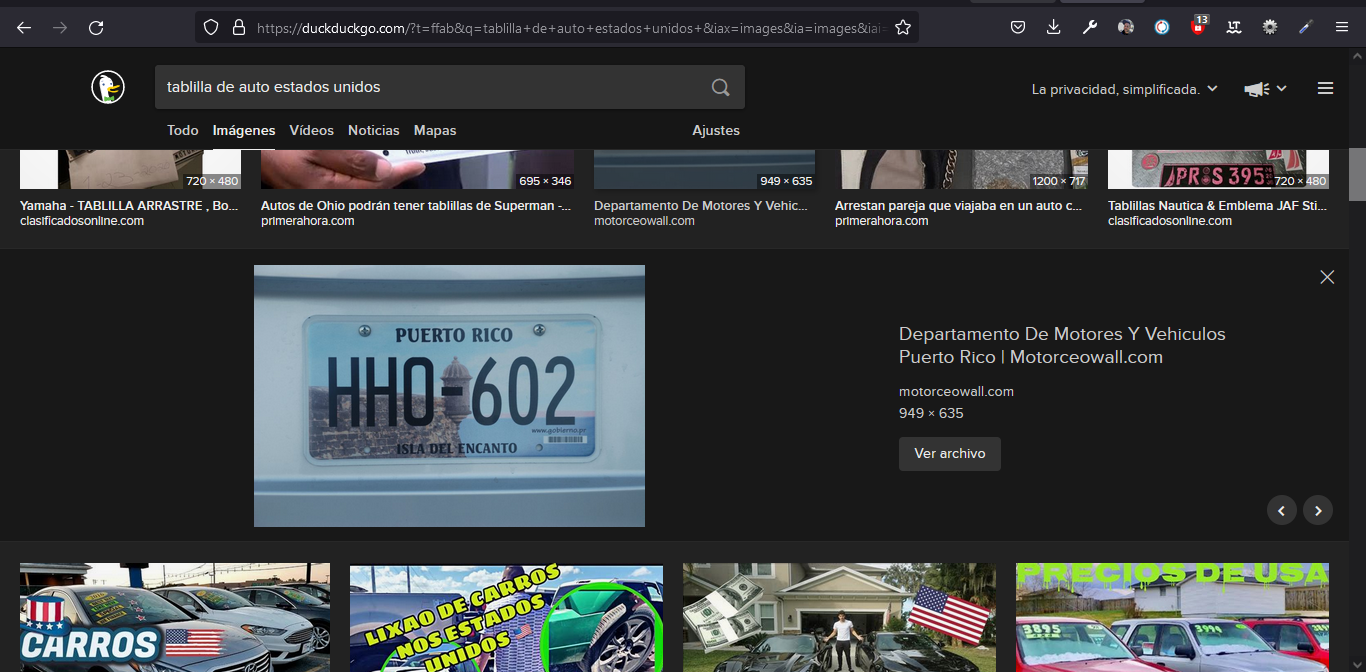 https://duckduckgo.com/?t=ffab&q=tablilla+de+auto+estados+unidos+&iax=images&ia=images&iai=
13
tablilla de auto estados unidos
La privacidad, simplificada.
Todo Imágenes Vídeos Noticias Mapas Ajustes
720 × 480
695 × 346
949 × 635
1200 × 717
PR★S 395
720 × 480
Yamaha - TABLILLA ARRASTRE , Bo...
clasificadosonline.com
Autos de Ohio podrán tener tablillas de Superman -...
primerahora.com
Departamento De Motores Y Vehic...
motorceowall.com
Arrestan pareja que viajaba en un auto c...
primerahora.com
Tablillas Nautica & Emblema JAF Sti...
clasificadosonline.com
PUERTO RICO
HHO-602
www.gobierno.pr
ISLA DEL ENCANTO
Departamento De Motores Y Vehiculos
Puerto Rico | Motorceowall.com
motorceowall.com
949 × 635
Ver archivo
CARROS
LIXAO DE CARROS
NOS ESTADOS
UNIDOS
PRECIOS DE USA
3895
3994